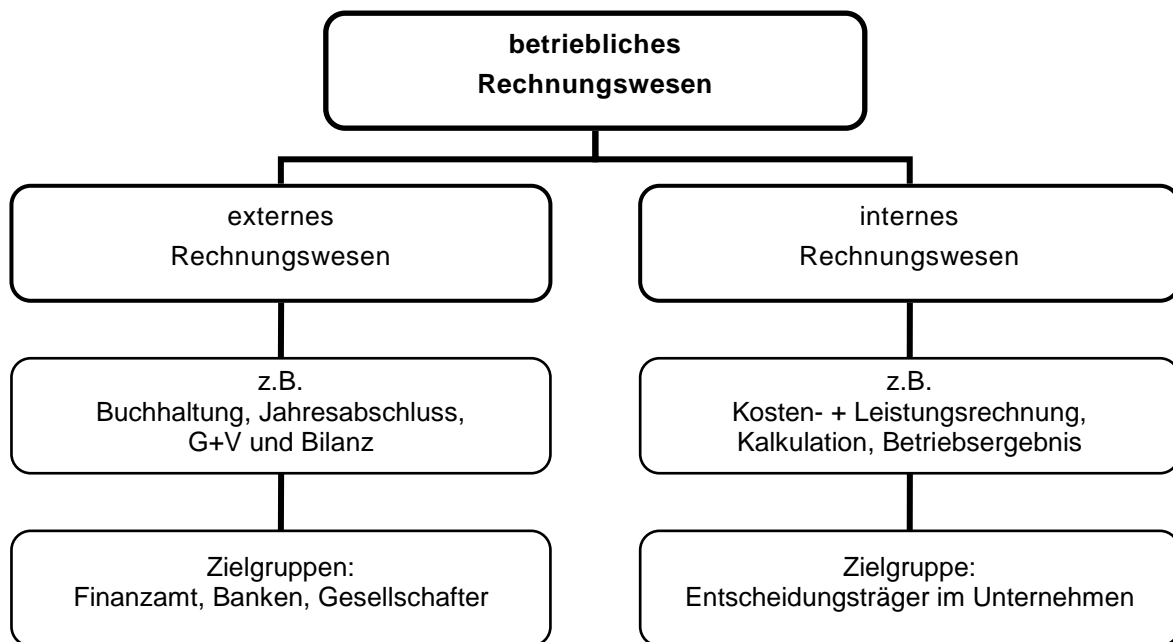 betriebliches
Rechnungswesen
externes
Rechnungswesen
internes
Rechnungswesen
z.B.
Buchhaltung, Jahresabschluss,
G+V und Bilanz
z.B.
Kosten- + Leistungsrechnung,
Kalkulation, Betriebsergebnis
Zielgruppen:
Finanzamt, Banken, Gesellschafter
Zielgruppe:
Entscheidungsträger im Unternehmen